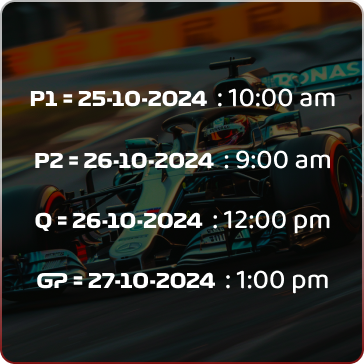 PETRONAS
P1 = 25-10-2024 : 10:00 am
P2 = 26-10-2024 : 9:00 am
Q = 26-10-2024 : 12:00 pm
GP = 27-10-2024 : 1:00 pm